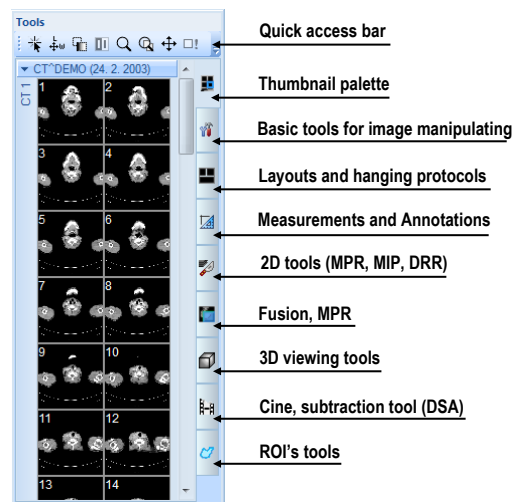 Tools
Quick access bar
CT^DEMO (24. 2. 2003)
Thumbnail palette
CT 1
1 2
Basic tools for image manipulating
3 4
Layouts and hanging protocols
5 6
Measurements and Annotations
2D tools (MPR, MIP, DRR)
7 8
Fusion, MPR
9 10
3D viewing tools
11 12
Cine, subtraction tool (DSA)
ROI's tools
13 14